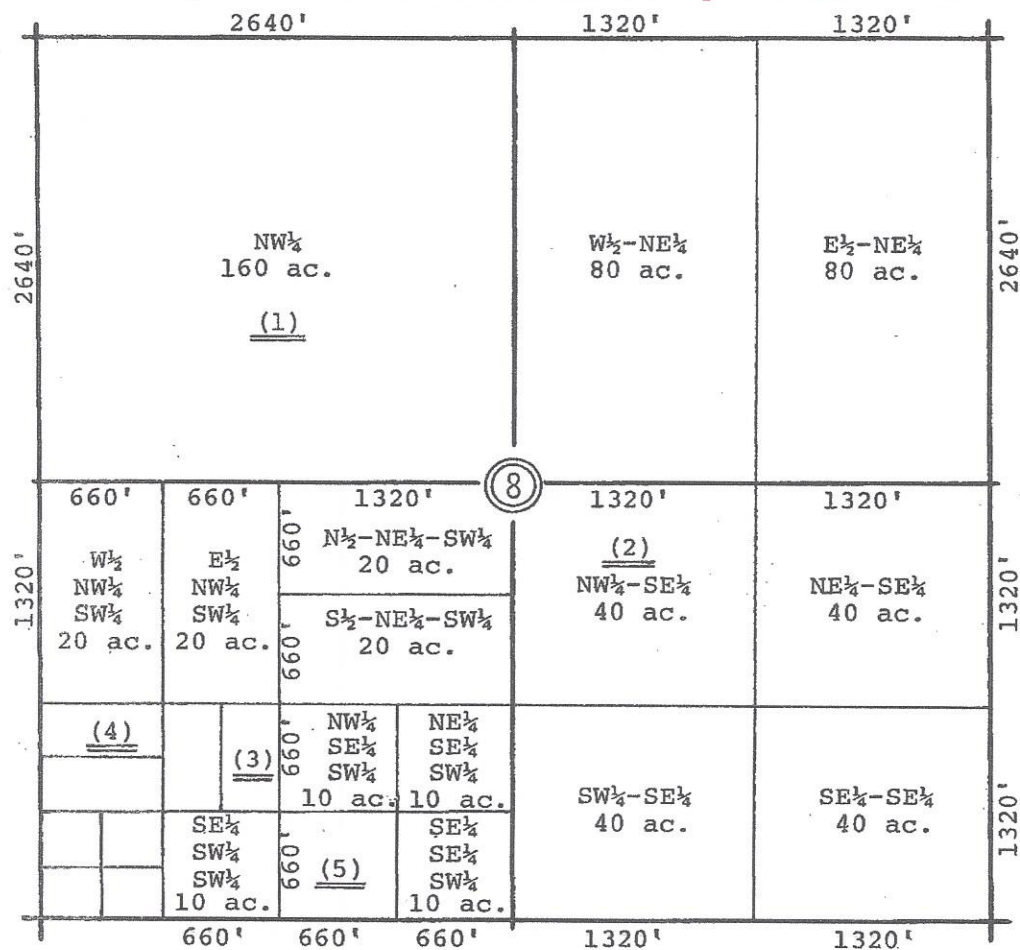 2640'
1320'
1320'
2640'
NW¼
160 ac.
(1)
W½-NE¼
80 ac.
E½-NE¼
80 ac.
2640'
8
660'
660'
1320'
1320'
1320'
1320'
W½
NW¼
SW¼
20 ac.
E½
NW¼
SW¼
20 ac.
660'
N½-NE¼-SW¼
20 ac.
660'
S½-NE¼-SW¼
20 ac.
(2)
NW¼-SE¼
40 ac.
NE¼-SE¼
40 ac.
1320'
(4)
(3)
660'
NW¼
SE¼
SW¼
10 ac.
NE¼
SE¼
SW¼
10 ac.
SW¼-SE¼
40 ac.
SE¼-SE¼
40 ac.
1320'
SE¼
SW¼
SW¼
10 ac.
660'
(5)
SE¼
SE¼
SW¼
10 ac.
660'
660'
660'
1320'
1320'